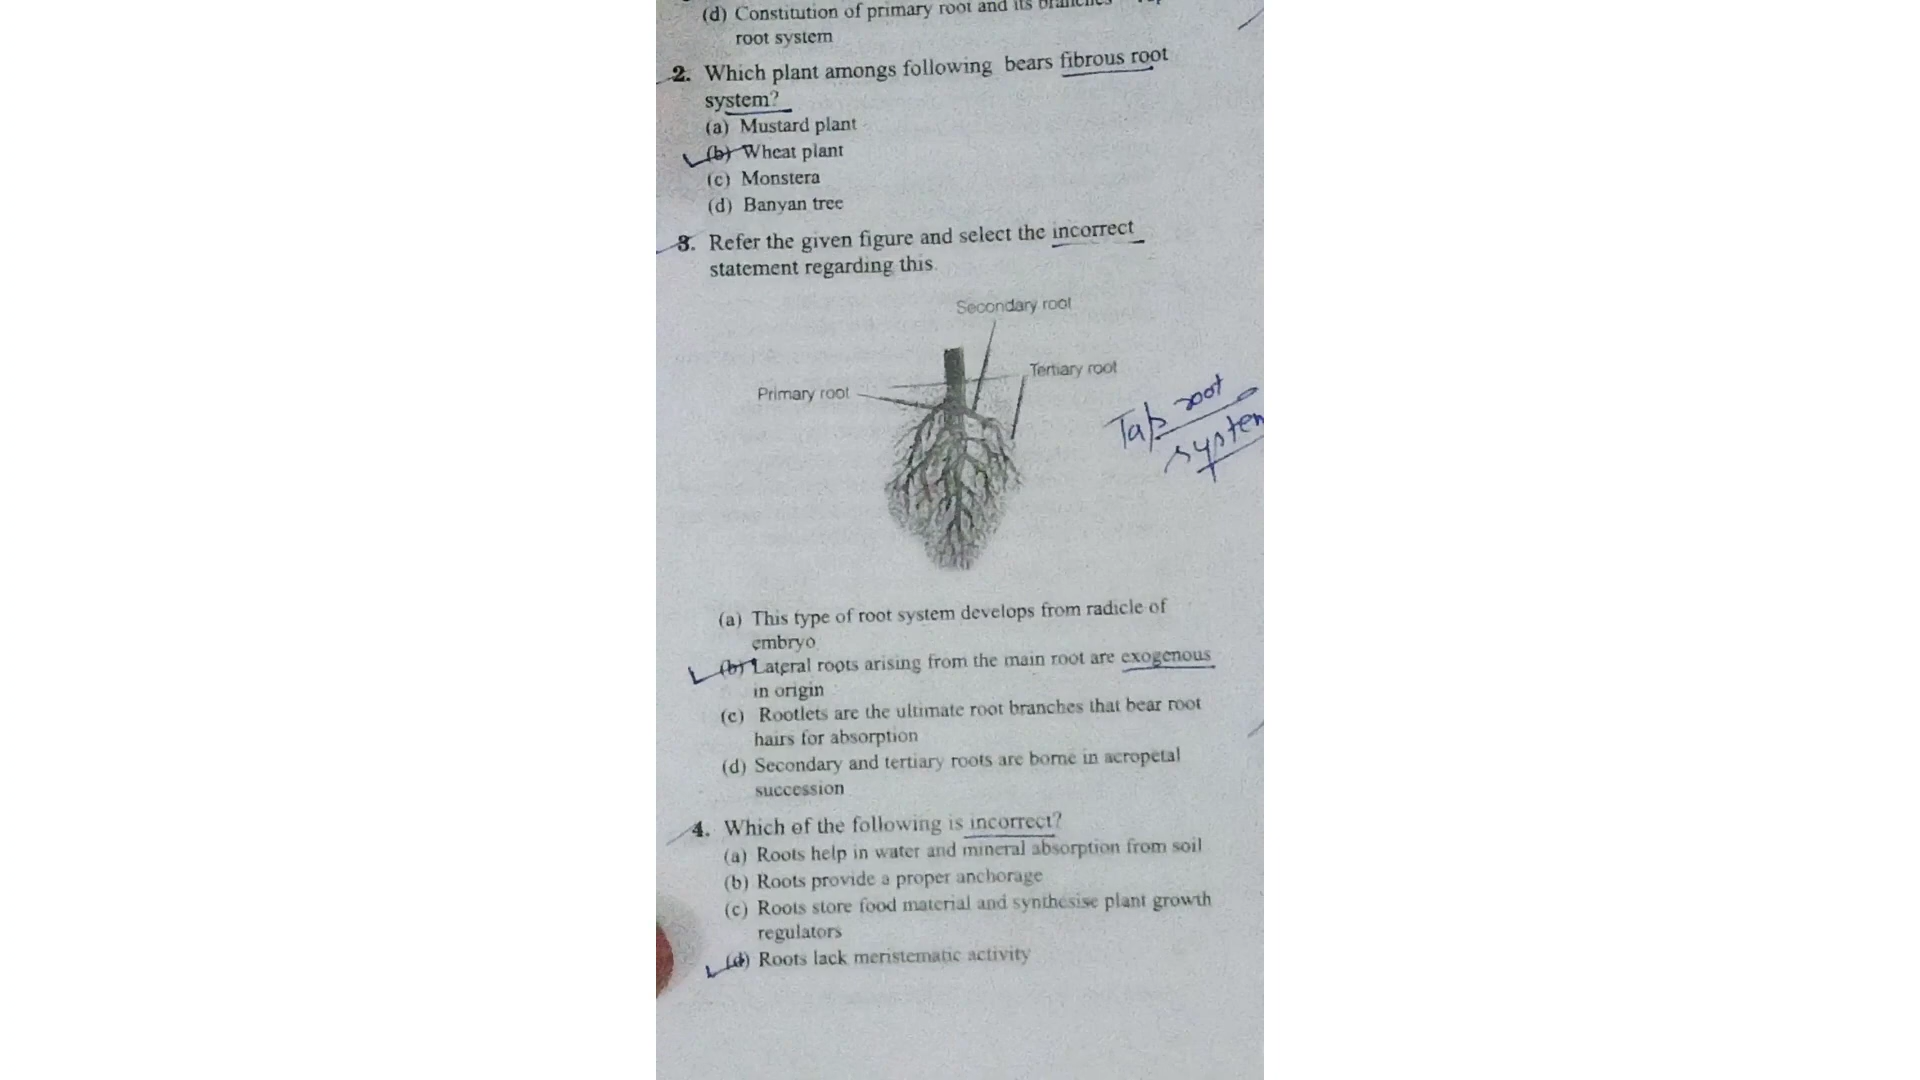 (d) Constitution of primary root and its branches
root system
2. Which plant amongs following bears fibrous root
system?
(a) Mustard plant
(b) Wheat plant
(c) Monstera
(d) Banyan tree
3. Refer the given figure and select the incorrect
statement regarding this
Secondary root
Tertiary root
Primary root
Tap root
system
(a) This type of root system develops from radicle of
embryo
(b) Lateral roots arising from the main root are exogenous
in origin
(c) Rootlets are the ultimate root branches that bear root
hairs for absorption
(d) Secondary and tertiary roots are borne in acropetal
succession
4. Which of the following is incorrect?
(a) Roots help in water and mineral absorption from soil
(b) Roots provide a proper anchorage
(c) Roots store food material and synthesise plant growth
regulators
(d) Roots lack meristematic activity